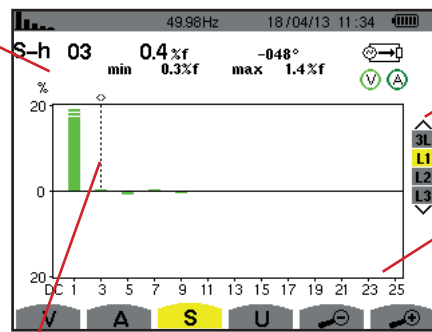 49.98Hz 18/04/13 11:34
S-h 03 0.4%f -048°
min 0.3%f max 1.4%f
V A
%
20
0
20
3L
L1
L2
L3
DC 1 3 5 7 9 11 13 15 17 19 21 23 25
V A S U